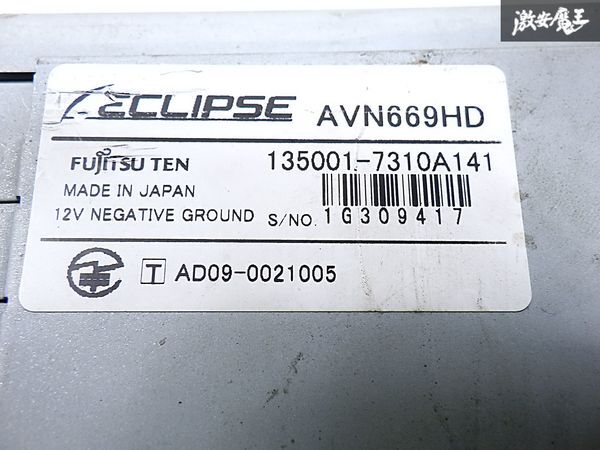 激安魔王
ECLIPSE AVN669HD
FUJITSU TEN 135001-7310A141
MADE IN JAPAN
12V NEGATIVE GROUND S/NO. 1G309417
T AD09-0021005